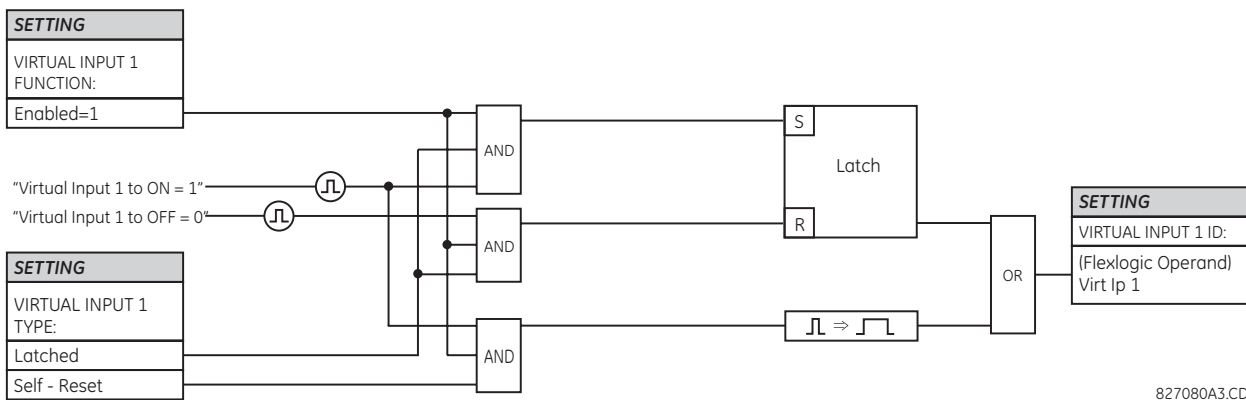 SETTING
VIRTUAL INPUT 1
FUNCTION:
Enabled=1
"Virtual Input 1 to ON = 1"
"Virtual Input 1 to OFF = 0"
SETTING
VIRTUAL INPUT 1
TYPE:
Latched
Self - Reset
AND
AND
AND
S
Latch
R
OR
SETTING
VIRTUAL INPUT 1 ID:
(Flexlogic Operand)
Virt Ip 1
827080A3.CD